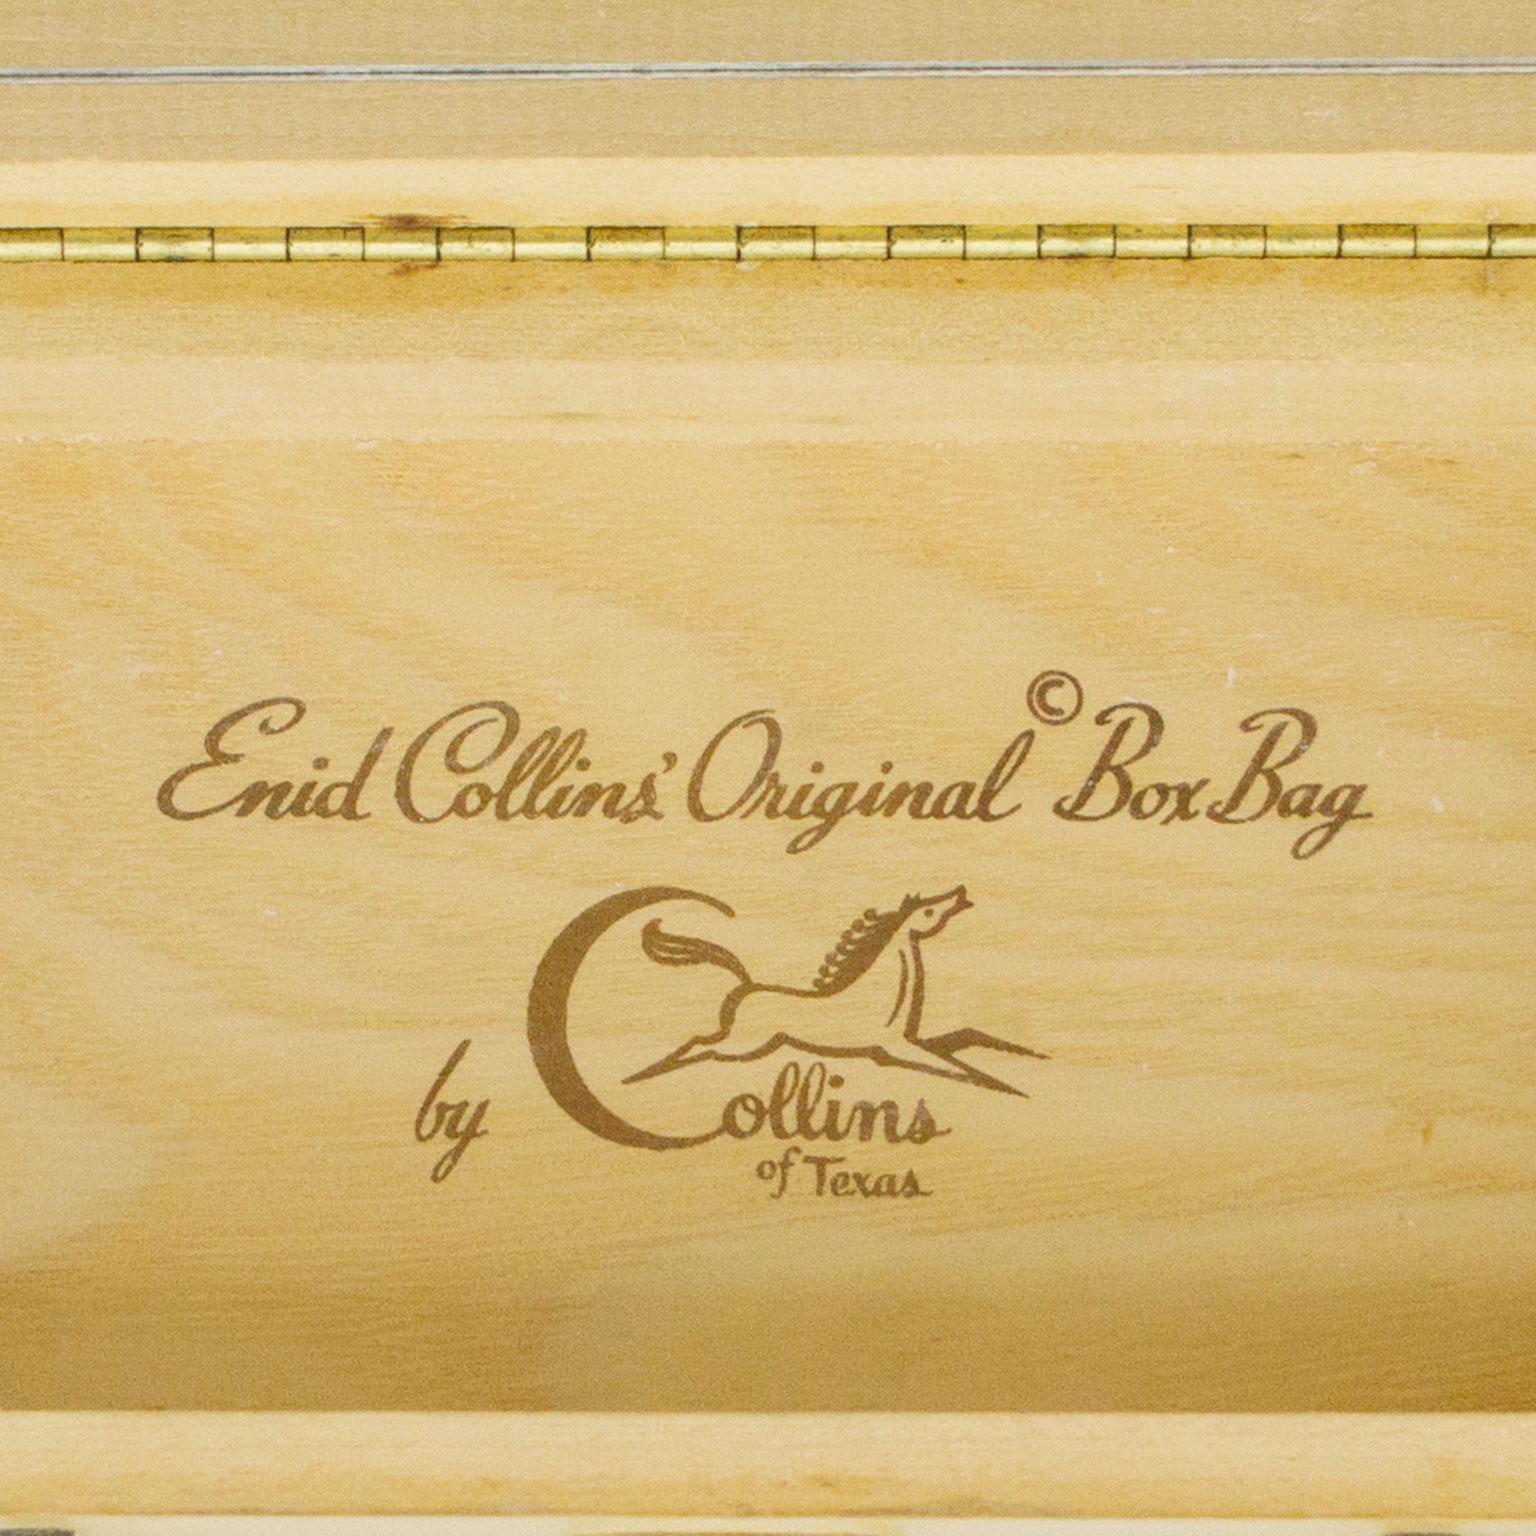 Enid Collins' Original © Box Bag
by Collins
of Texas